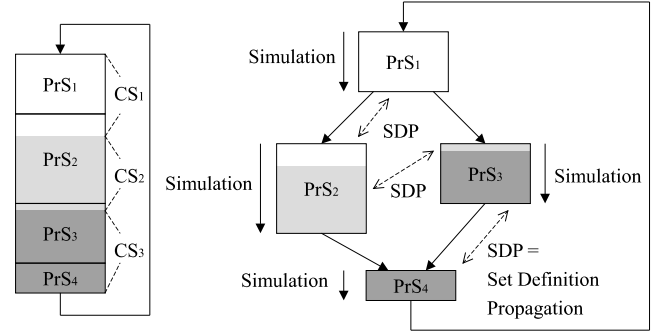 PrS1
CS1
PrS2
CS2
PrS3
CS3
PrS4
Simulation
PrS1
SDP
Simulation
PrS2
SDP
PrS3
Simulation
Simulation
PrS4
SDP =
Set Definition
Propagation